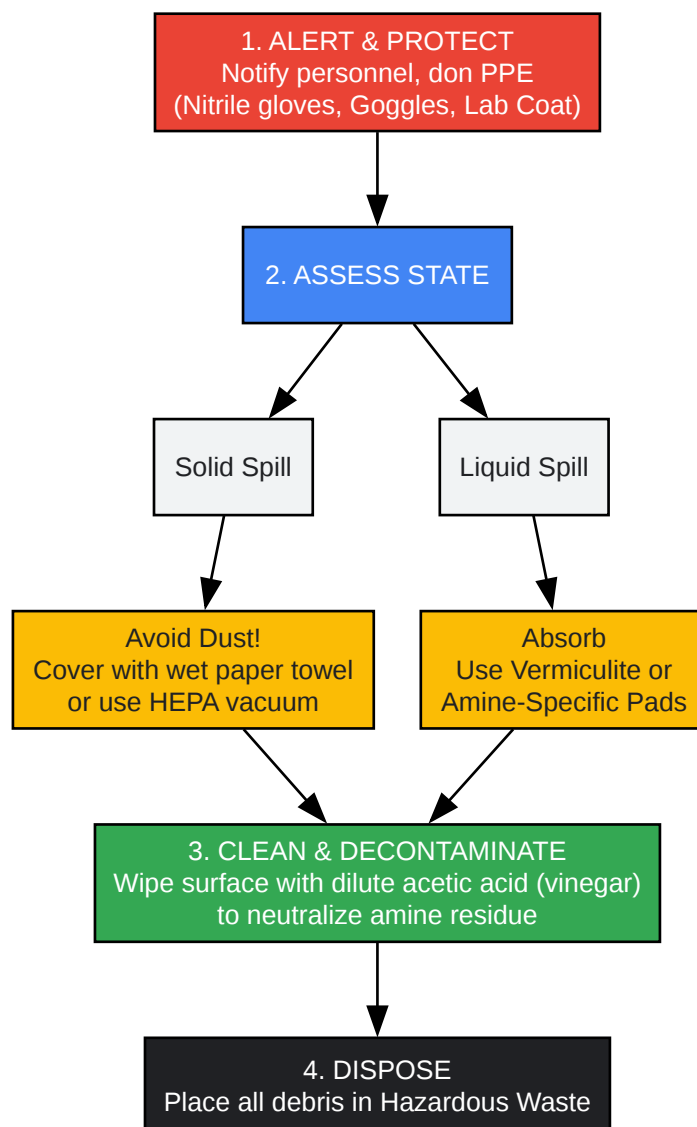 1. ALERT & PROTECT
Notify personnel, don PPE
(Nitrile gloves, Goggles, Lab Coat)
2. ASSESS STATE
Solid Spill
Liquid Spill
Avoid Dust!
Cover with wet paper towel
or use HEPA vacuum
Absorb
Use Vermiculite or
Amine-Specific Pads
3. CLEAN & DECONTAMINATE
Wipe surface with dilute acetic acid (vinegar)
to neutralize amine residue
4. DISPOSE
Place all debris in Hazardous Waste